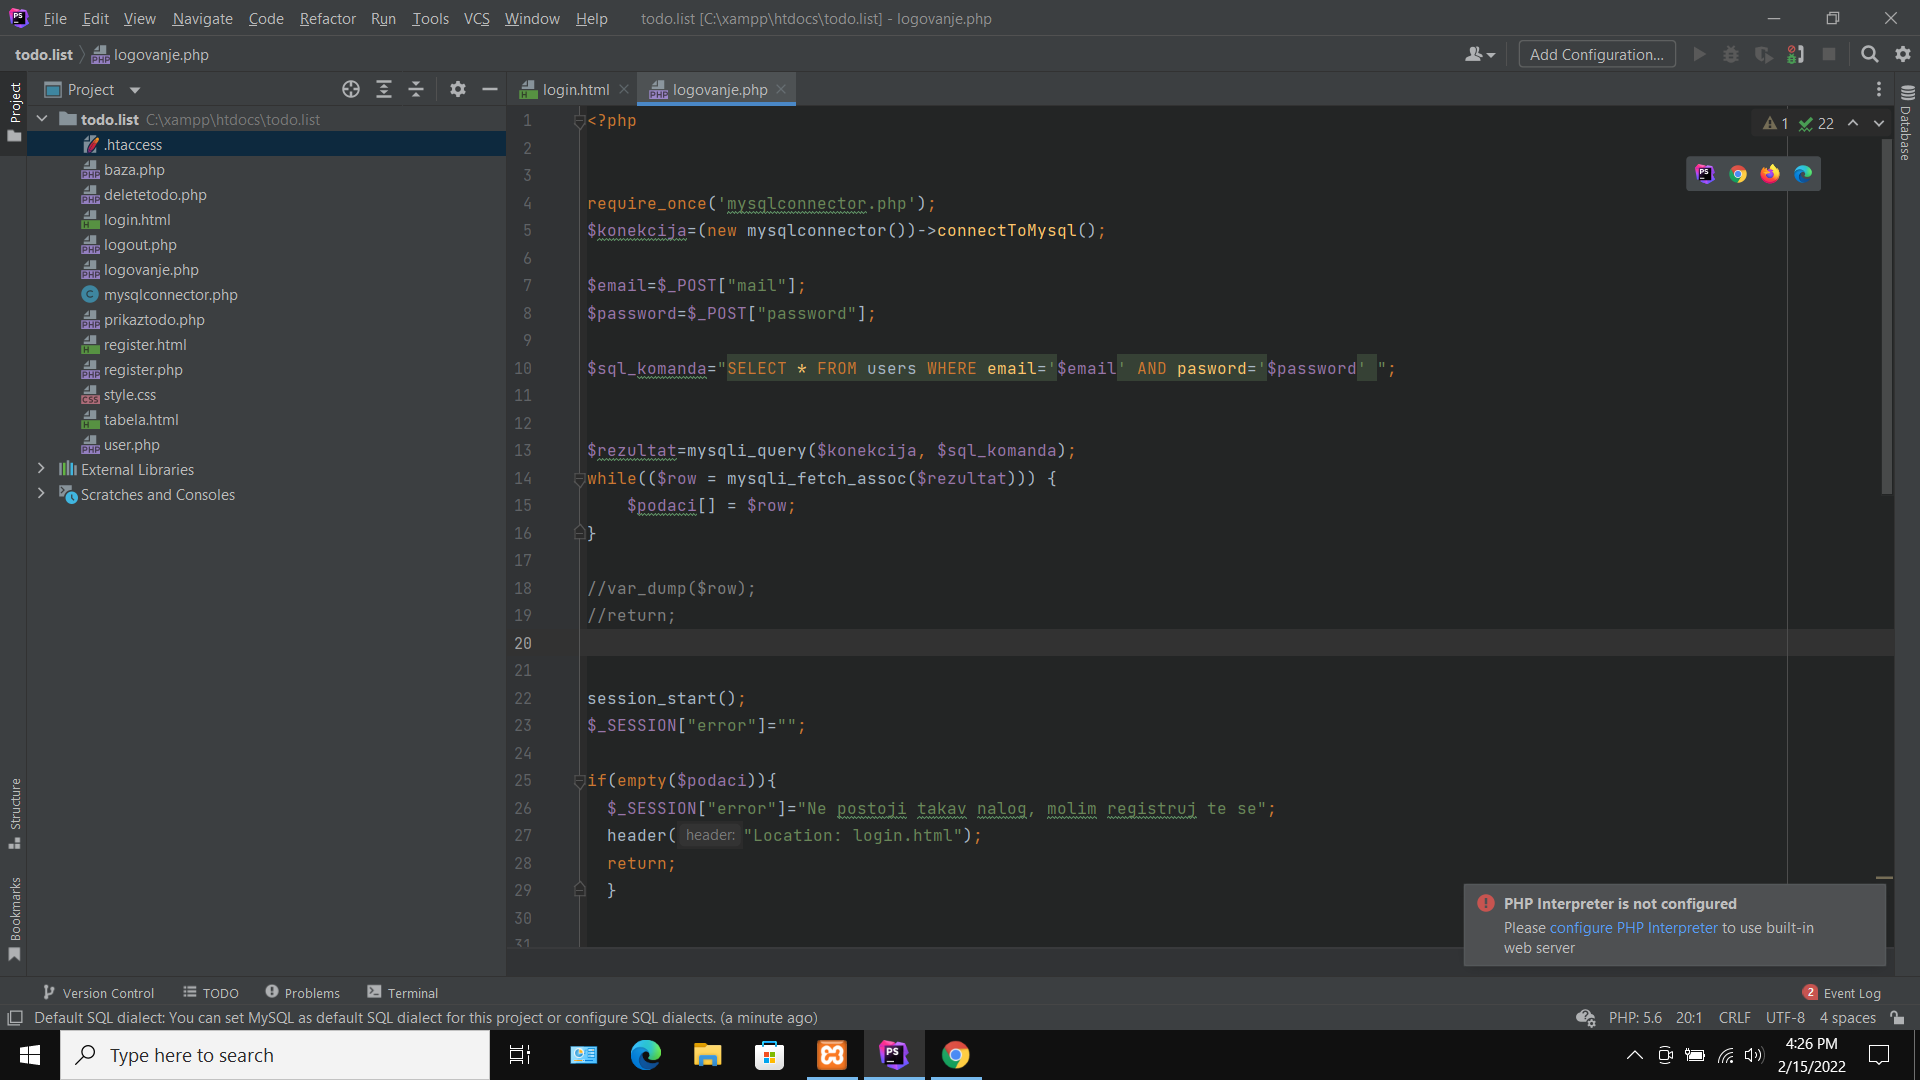 File Edit View Navigate Code Refactor Run Tools VCS Window Help todo.list [C:\xampp\htdocs\todo.list] - logovanje.php
todo.list logovanje.php Add Configuration...
Project
Project
login.html
logovanje.php
Database
todo.list C:\xampp\htdocs\todo.list
.htaccess
baza.php
deletetodo.php
login.html
logout.php
logovanje.php
mysqlconnector.php
prikaztodo.php
register.html
register.php
style.css
tabela.html
user.php
External Libraries
Scratches and Consoles
1 22
1 <?php
2
3
4 require_once('mysqlconnector.php');
5 $konekcija=(new mysqlconnector())->connectToMysql();
6
7 $email=$_POST["mail"];
8 $password=$_POST["password"];
9
10 $sql_komanda="SELECT * FROM users WHERE email='$email' AND pasword='$password' ";
11
12
13 $rezultat=mysqli_query($konekcija, $sql_komanda);
14 while(($row = mysqli_fetch_assoc($rezultat))) {
15 $podaci[] = $row;
16 }
17
18 //var_dump($row);
19 //return;
20
21
22 session_start();
23 $_SESSION["error"]="";
24
25 if(empty($podaci)){
26 $_SESSION["error"]="Ne postoji takav nalog, molim registruj te se";
27 header( header: "Location: login.html");
28 return;
29 }
30
31
Structure
Bookmarks
PHP Interpreter is not configured
Please configure PHP Interpreter to use built-in
web server
Version Control TODO Problems Terminal 2 Event Log
Default SQL dialect: You can set MySQL as default SQL dialect for this project or configure SQL dialects. (a minute ago) PHP: 5.6 20:1 CRLF UTF-8 4 spaces
Type here to search
4:26 PM
2/15/2022